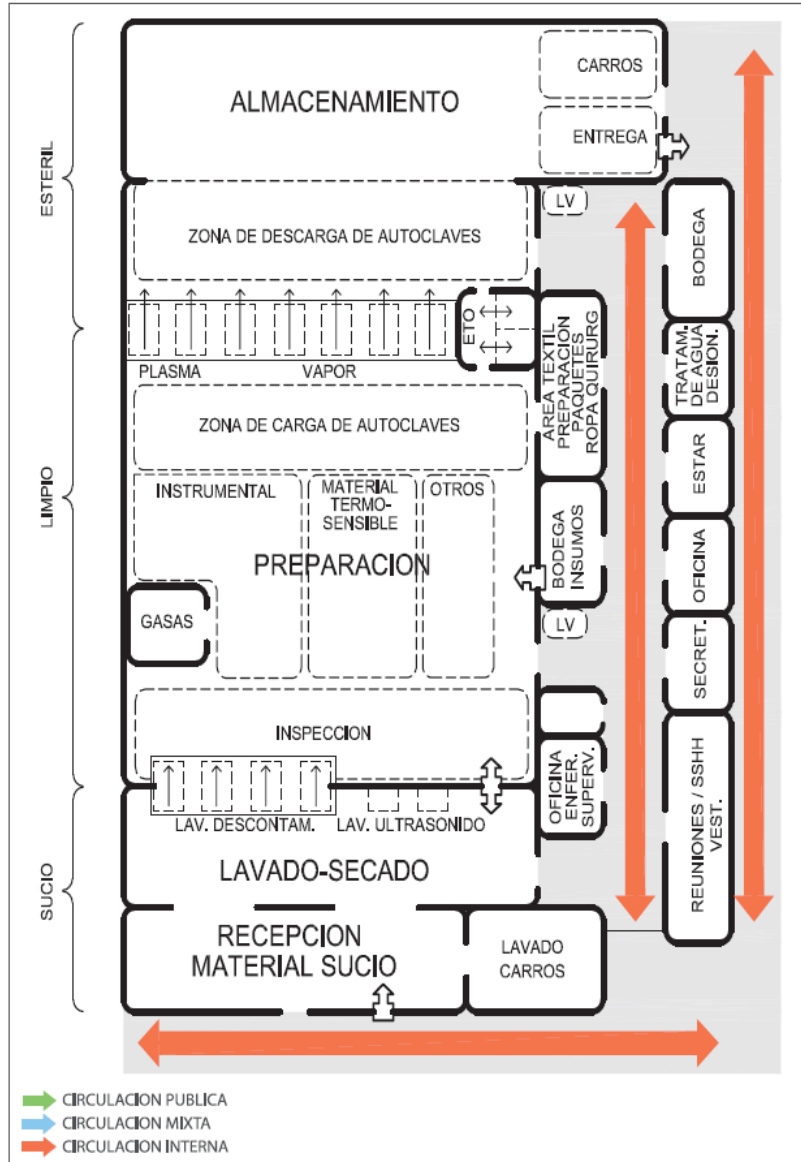 ESTERIL
LIMPIO
SUCIO
ALMACENAMIENTO
CARROS
ENTREGA
LV
ZONA DE DESCARGA DE AUTOCLAVES
BODEGA
ETO
PLASMA
VAPOR
AREA TEXTIL
PREPARACION
PAQUETES
ROPA QUIRURG
TRATAM.
DE AGUA
DESION.
ZONA DE CARGA DE AUTOCLAVES
ESTAR
INSTRUMENTAL
MATERIAL
TERMO-
SENSIBLE
OTROS
PREPARACION
BODEGA
INSUMOS
OFICINA
GASAS
LV
SECRET.
INSPECCION
OFICINA
ENFER.
SUPERV.
REUNIONES / SSHH
VEST.
LAV. DESCONTAM.
LAV. ULTRASONIDO
LAVADO-SECADO
RECEPCION
MATERIAL SUCIO
LAVADO
CARROS
CIRCULACION PUBLICA
CIRCULACION MIXTA
CIRCULACION INTERNA